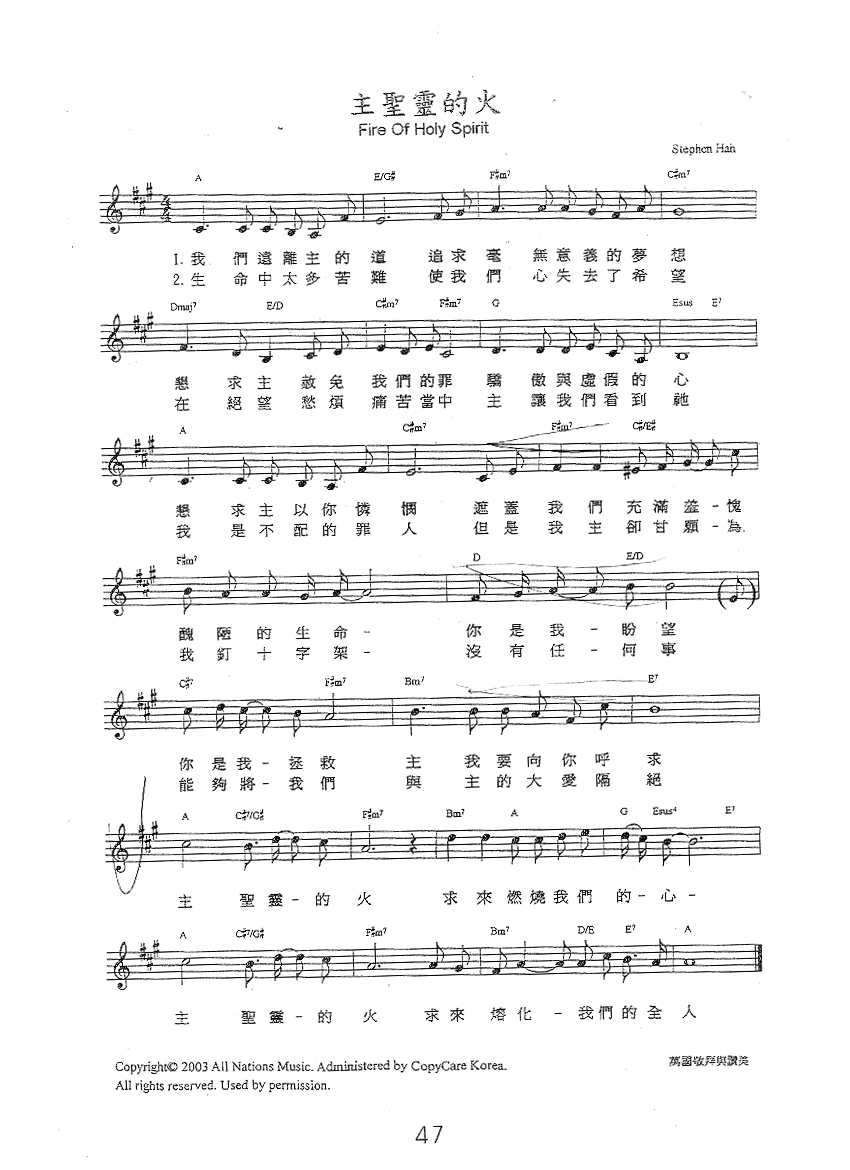 主聖靈的火
Fire Of Holy Spirit
Stephen Hah
A E/G# F#m7 C#m7
1.我們遠離主的道 追求毫無意義的夢想
2.生命中太多苦難 使我們心失去了希望
Dmaj7 E/D C#m7 F#m7 G Esus E7
懇求主赦免我們的罪驕傲與虛假的心
在絕望愁煩痛苦當中主讓我們看到祂
A C#m7 F#m7 C#/E#
懇求主以你憐憫 遮蓋我們充滿羞-愧
我是不配的罪人 但是我主卻甘願-為
F#m7 D E/D
醜陋的生命- 你是我-盼望
我釘十字架- 沒有任-何事
C#7 F#m7 Bm7 E7
你是我-拯救 主我要向你呼求
能夠將-我們 與主的大愛隔絕
A C#7/G# F#m7 Bm7 A G Esus4 E7
主聖靈-的火 求來燃燒我們的-心-
A C#7/G# F#m7 Bm7 D/E E7 A
主聖靈-的火 求來熔化-我們的全人
Copyright© 2003 All Nations Music. Administered by CopyCare Korea.
All rights reserved. Used by permission.
萬國敬拜與讚美
47